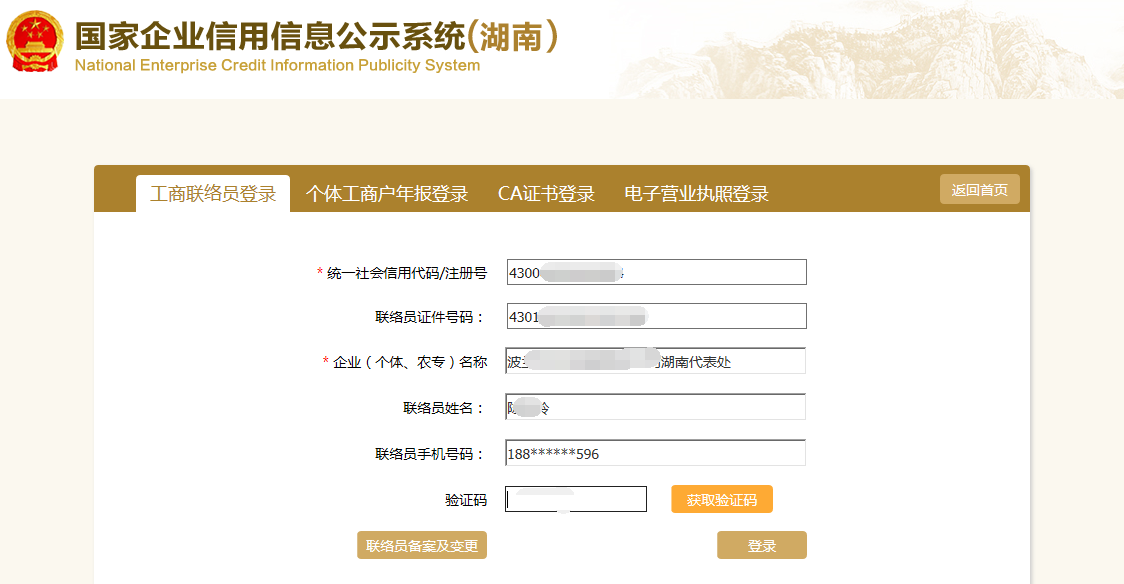 国家企业信用信息公示系统(湖南)
National Enterprise Credit Information Publicity System
工商联络员登录 个体工商户年报登录 CA证书登录 电子营业执照登录 返回首页
* 统一社会信用代码/注册号 4300
联络员证件号码： 4301
* 企业（个体、农专）名称 波 湖南代表处
联络员姓名：
联络员手机号码： 188******596
验证码 获取验证码
联络员备案及变更 登录